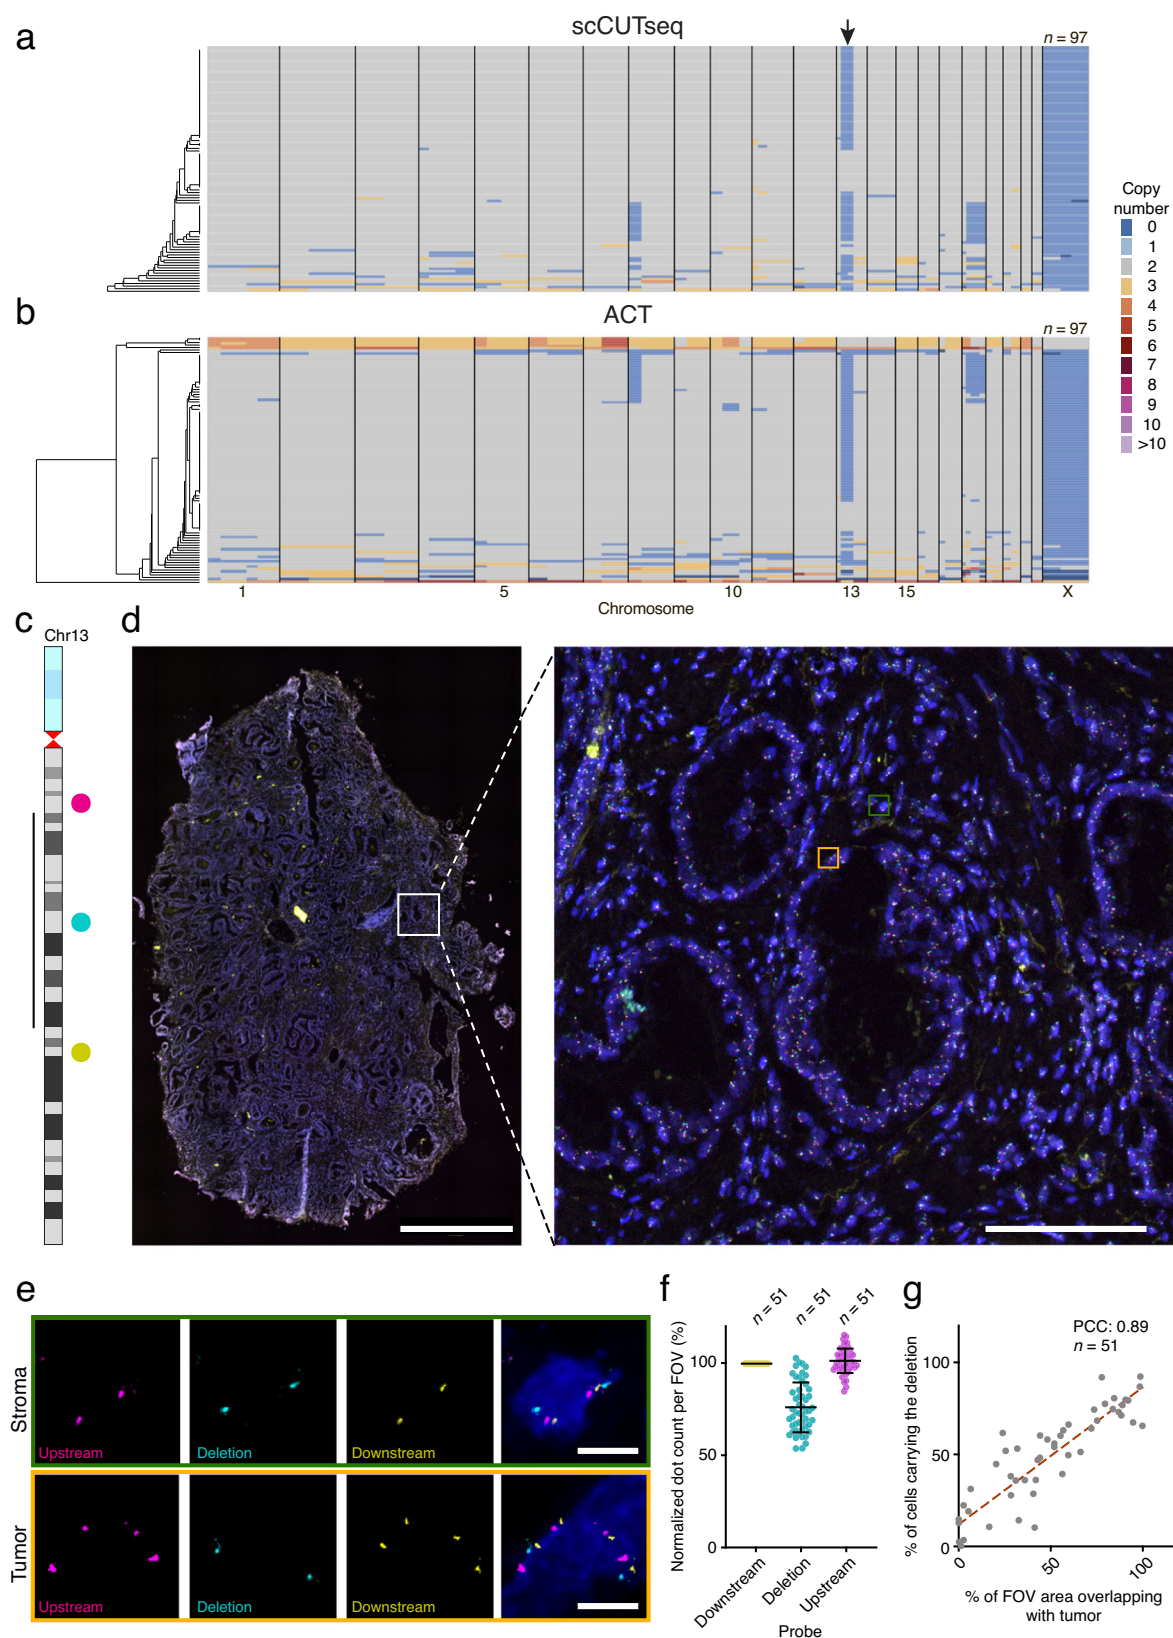 a
scCUTseq
n = 97
Copy
number
0
1
2
3
4
5
6
7
8
9
10
>10
b
ACT
n = 97
1
5
10
13
15
X
Chromosome
c
Chr13
d
e
Stroma
Upstream
Deletion
Downstream
Tumor
Upstream
Deletion
Downstream
f
n = 51
n = 51
n = 51
Normalized dot count per FOV (%)
100
50
0
Downstream
Deletion
Upstream
Probe
g
PCC: 0.89
n = 51
% of cells carrying the deletion
100
50
0
0
50
100
% of FOV area overlapping
with tumor